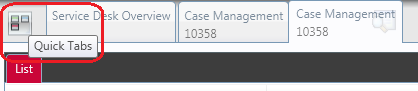 Service Desk Overview
Case Management
10358
Case Management
10358
Quick Tabs
List